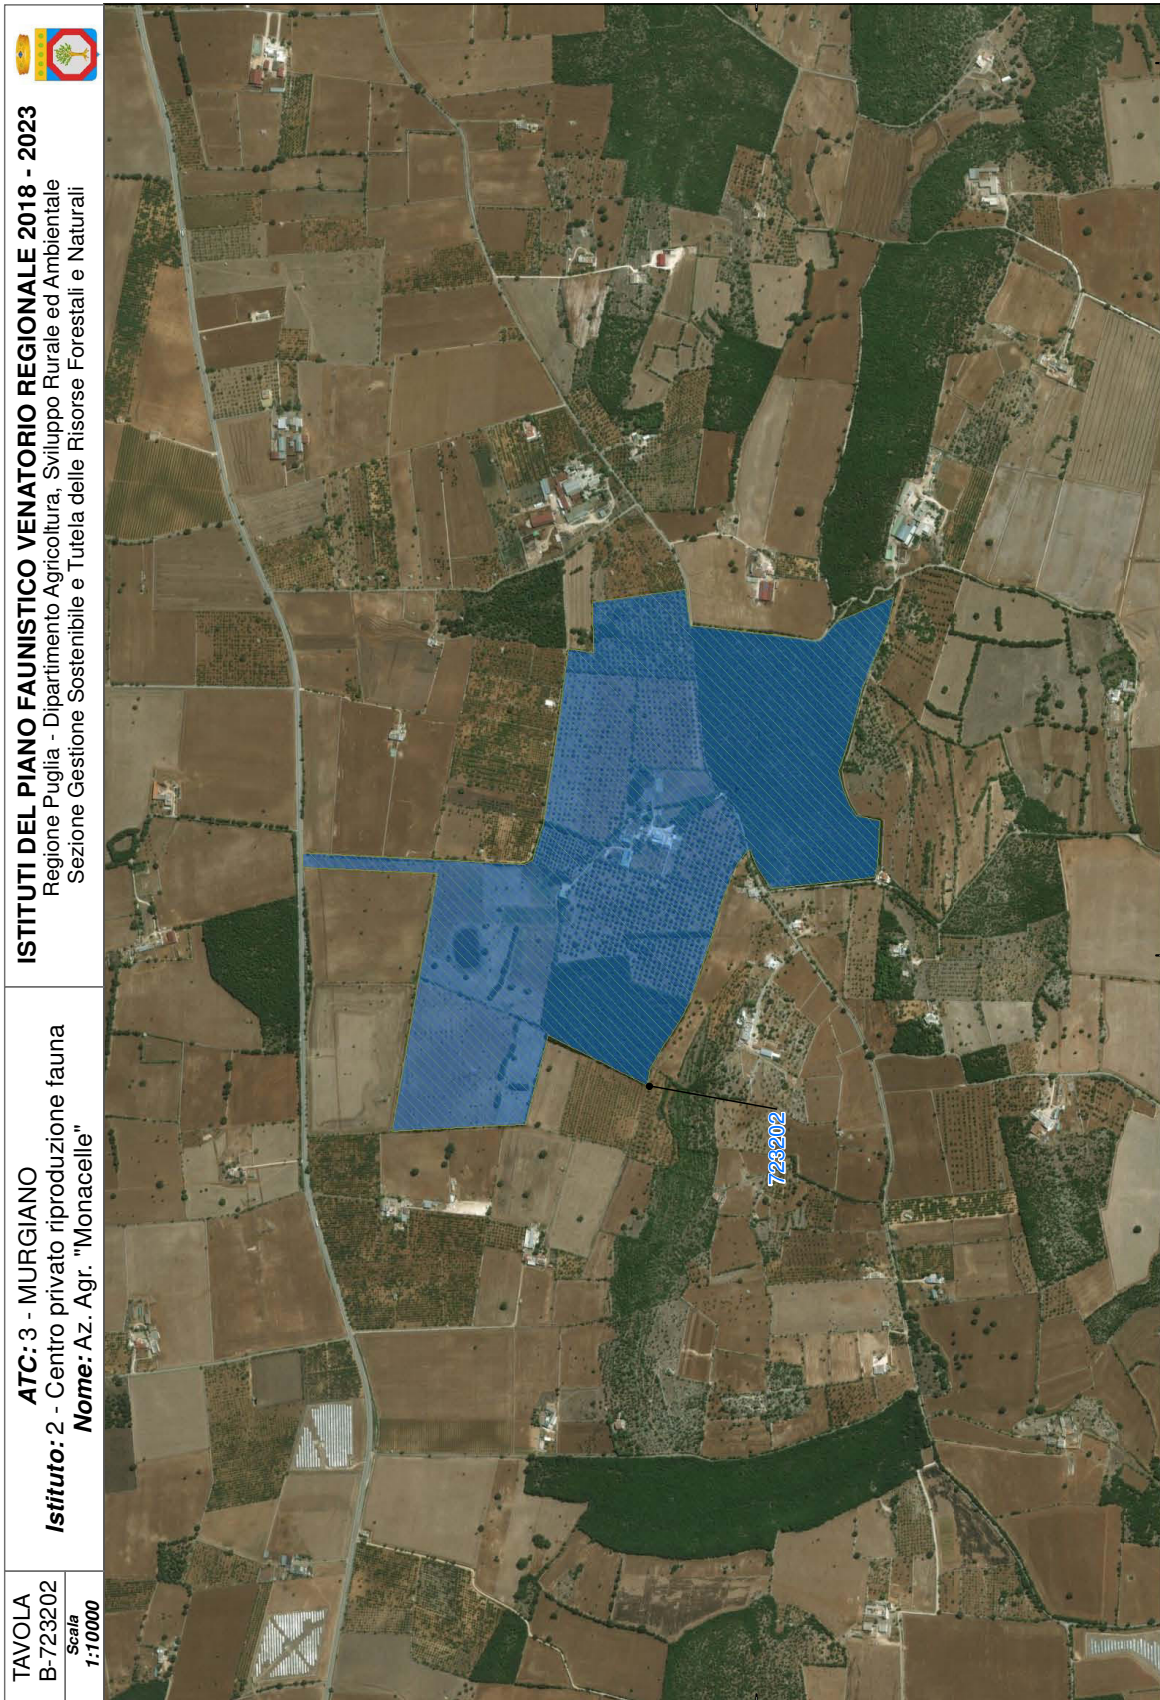 TAVOLA
B-723202
Scala
1:10000
ATC: 3 - MURGIANO
Istituto: 2 - Centro privato riproduzione fauna
Nome: Az. Agr. "Monacelle"
ISTITUTI DEL PIANO FAUNISTICO VENATORIO REGIONALE 2018 - 2023
Regione Puglia - Dipartimento Agricoltura, Sviluppo Rurale ed Ambientale
Sezione Gestione Sostenibile e Tutela delle Risorse Forestali e Naturali
723202